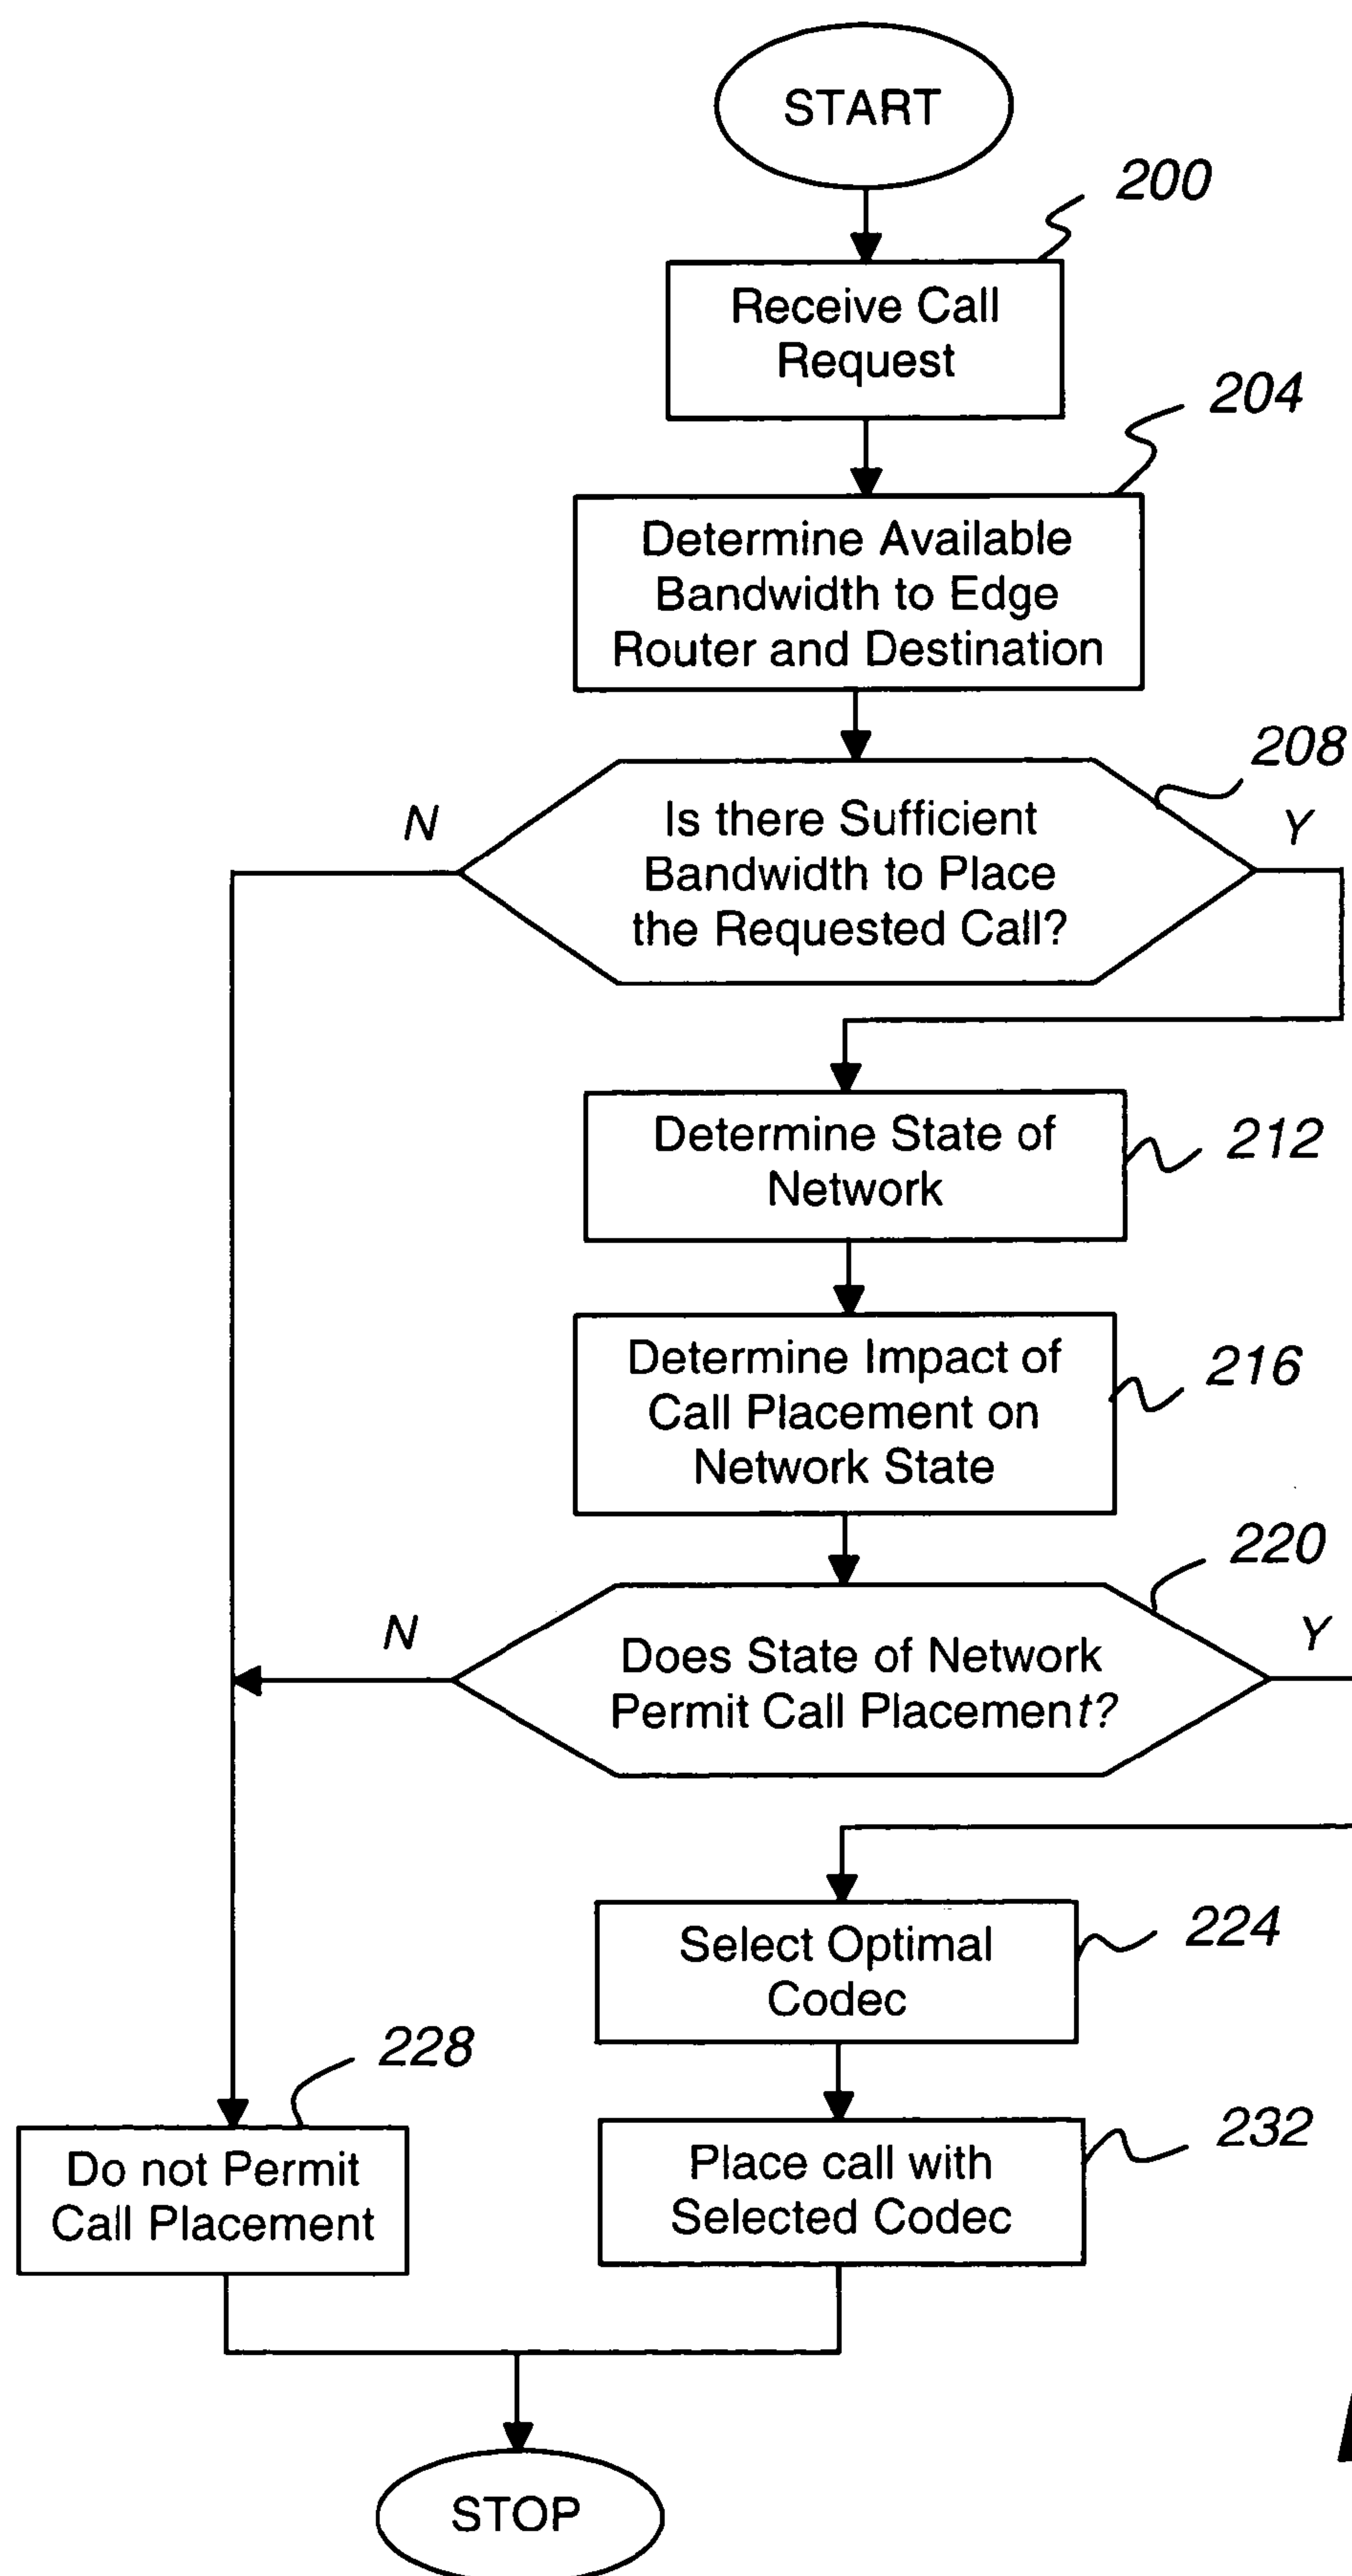 START
200
Receive Call
Request
204
Determine Available
Bandwidth to Edge
Router and Destination
208
N
Is there Sufficient
Bandwidth to Place
the Requested Call?
Y
Determine State of
Network
212
Determine Impact of
Call Placement on
Network State
216
220
N
Does State of Network
Permit Call Placement?
Y
Select Optimal
Codec
224
228
Do not Permit
Call Placement
Place call with
Selected Codec
232
STOP